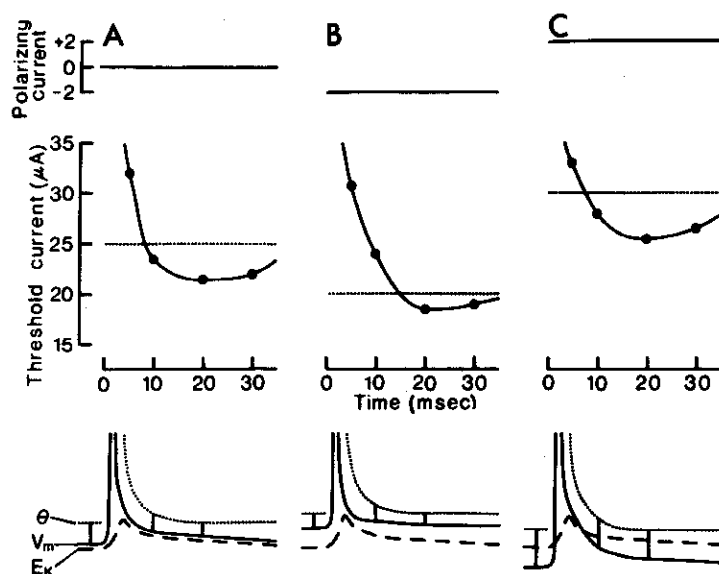 A
B
C
Polarizing current
+2
0
-2
Threshold current (μA)
35
30
25
20
15
0 10 20 30
0 10 20 30
0 10 20 30
Time (msec)
θ
Vm
EK